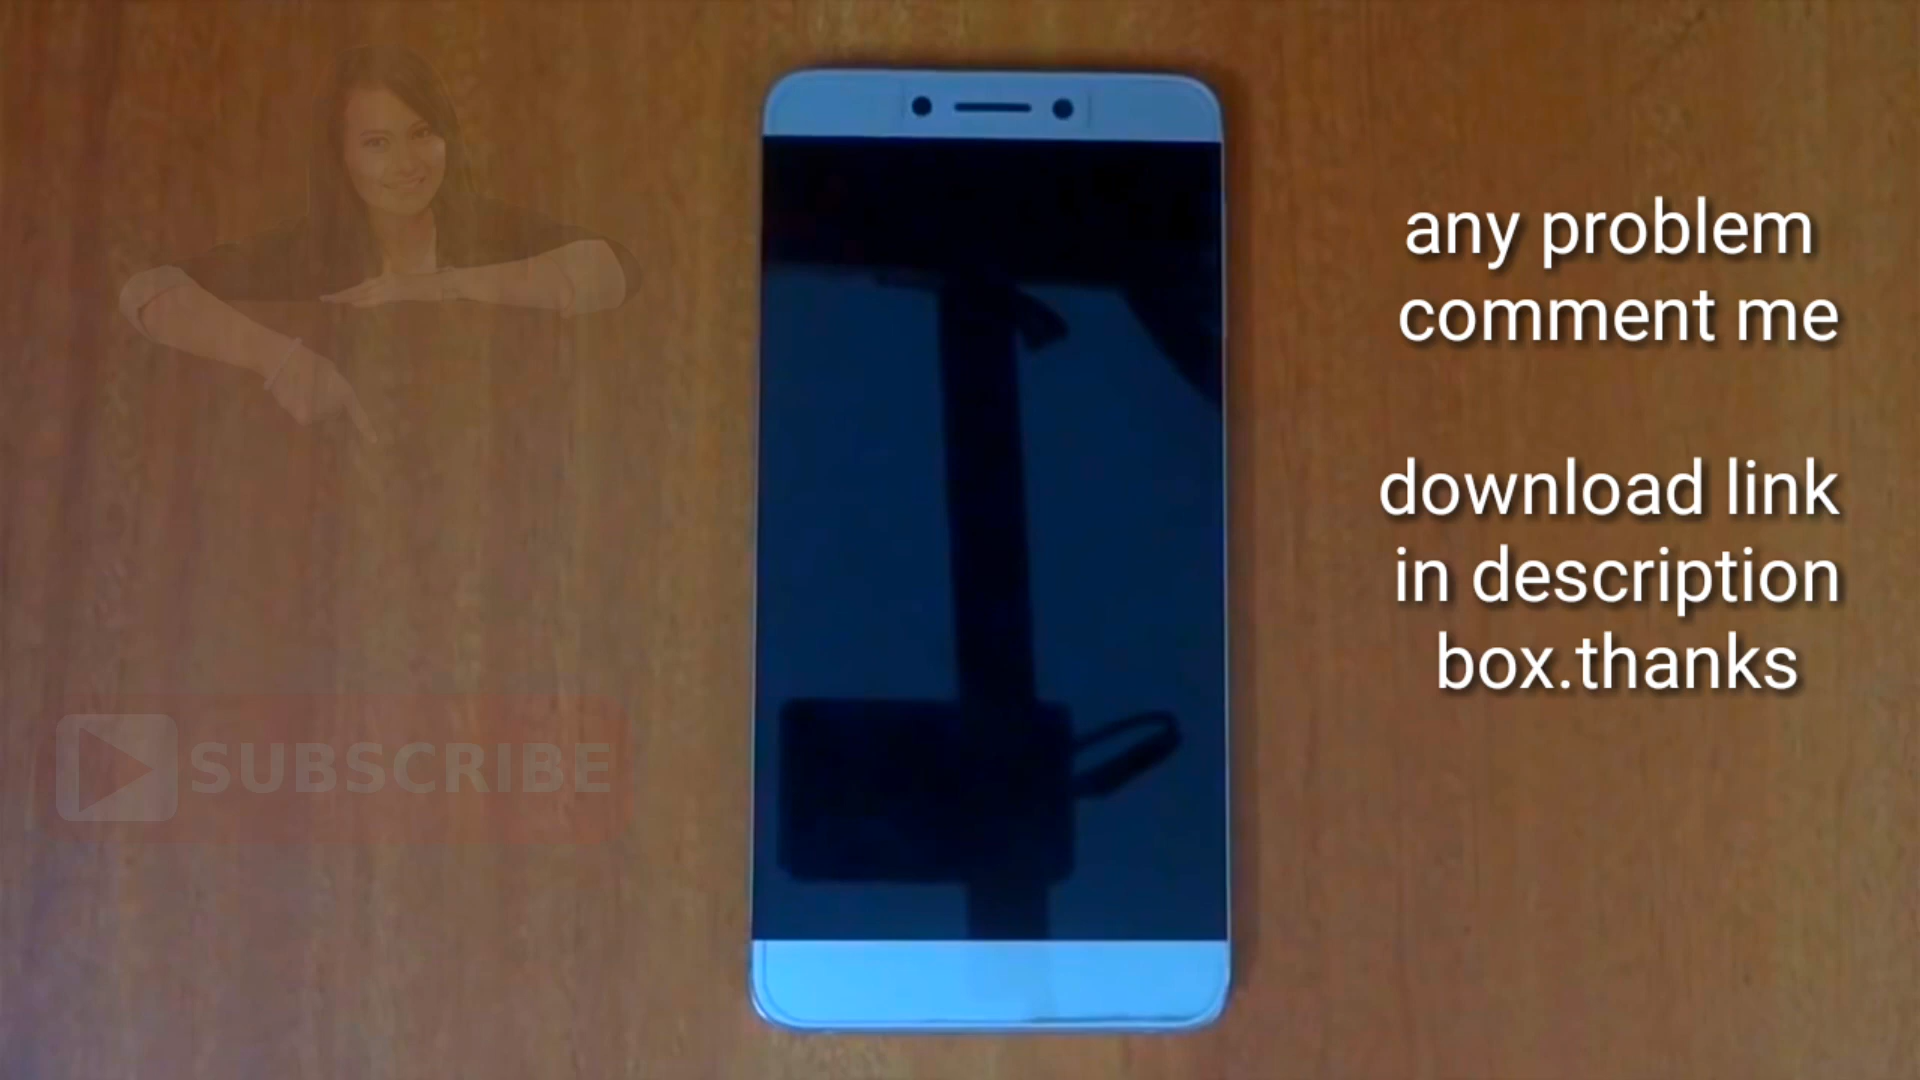 any problem
comment me
download link
in description
box.thanks
SUBSCRIBE